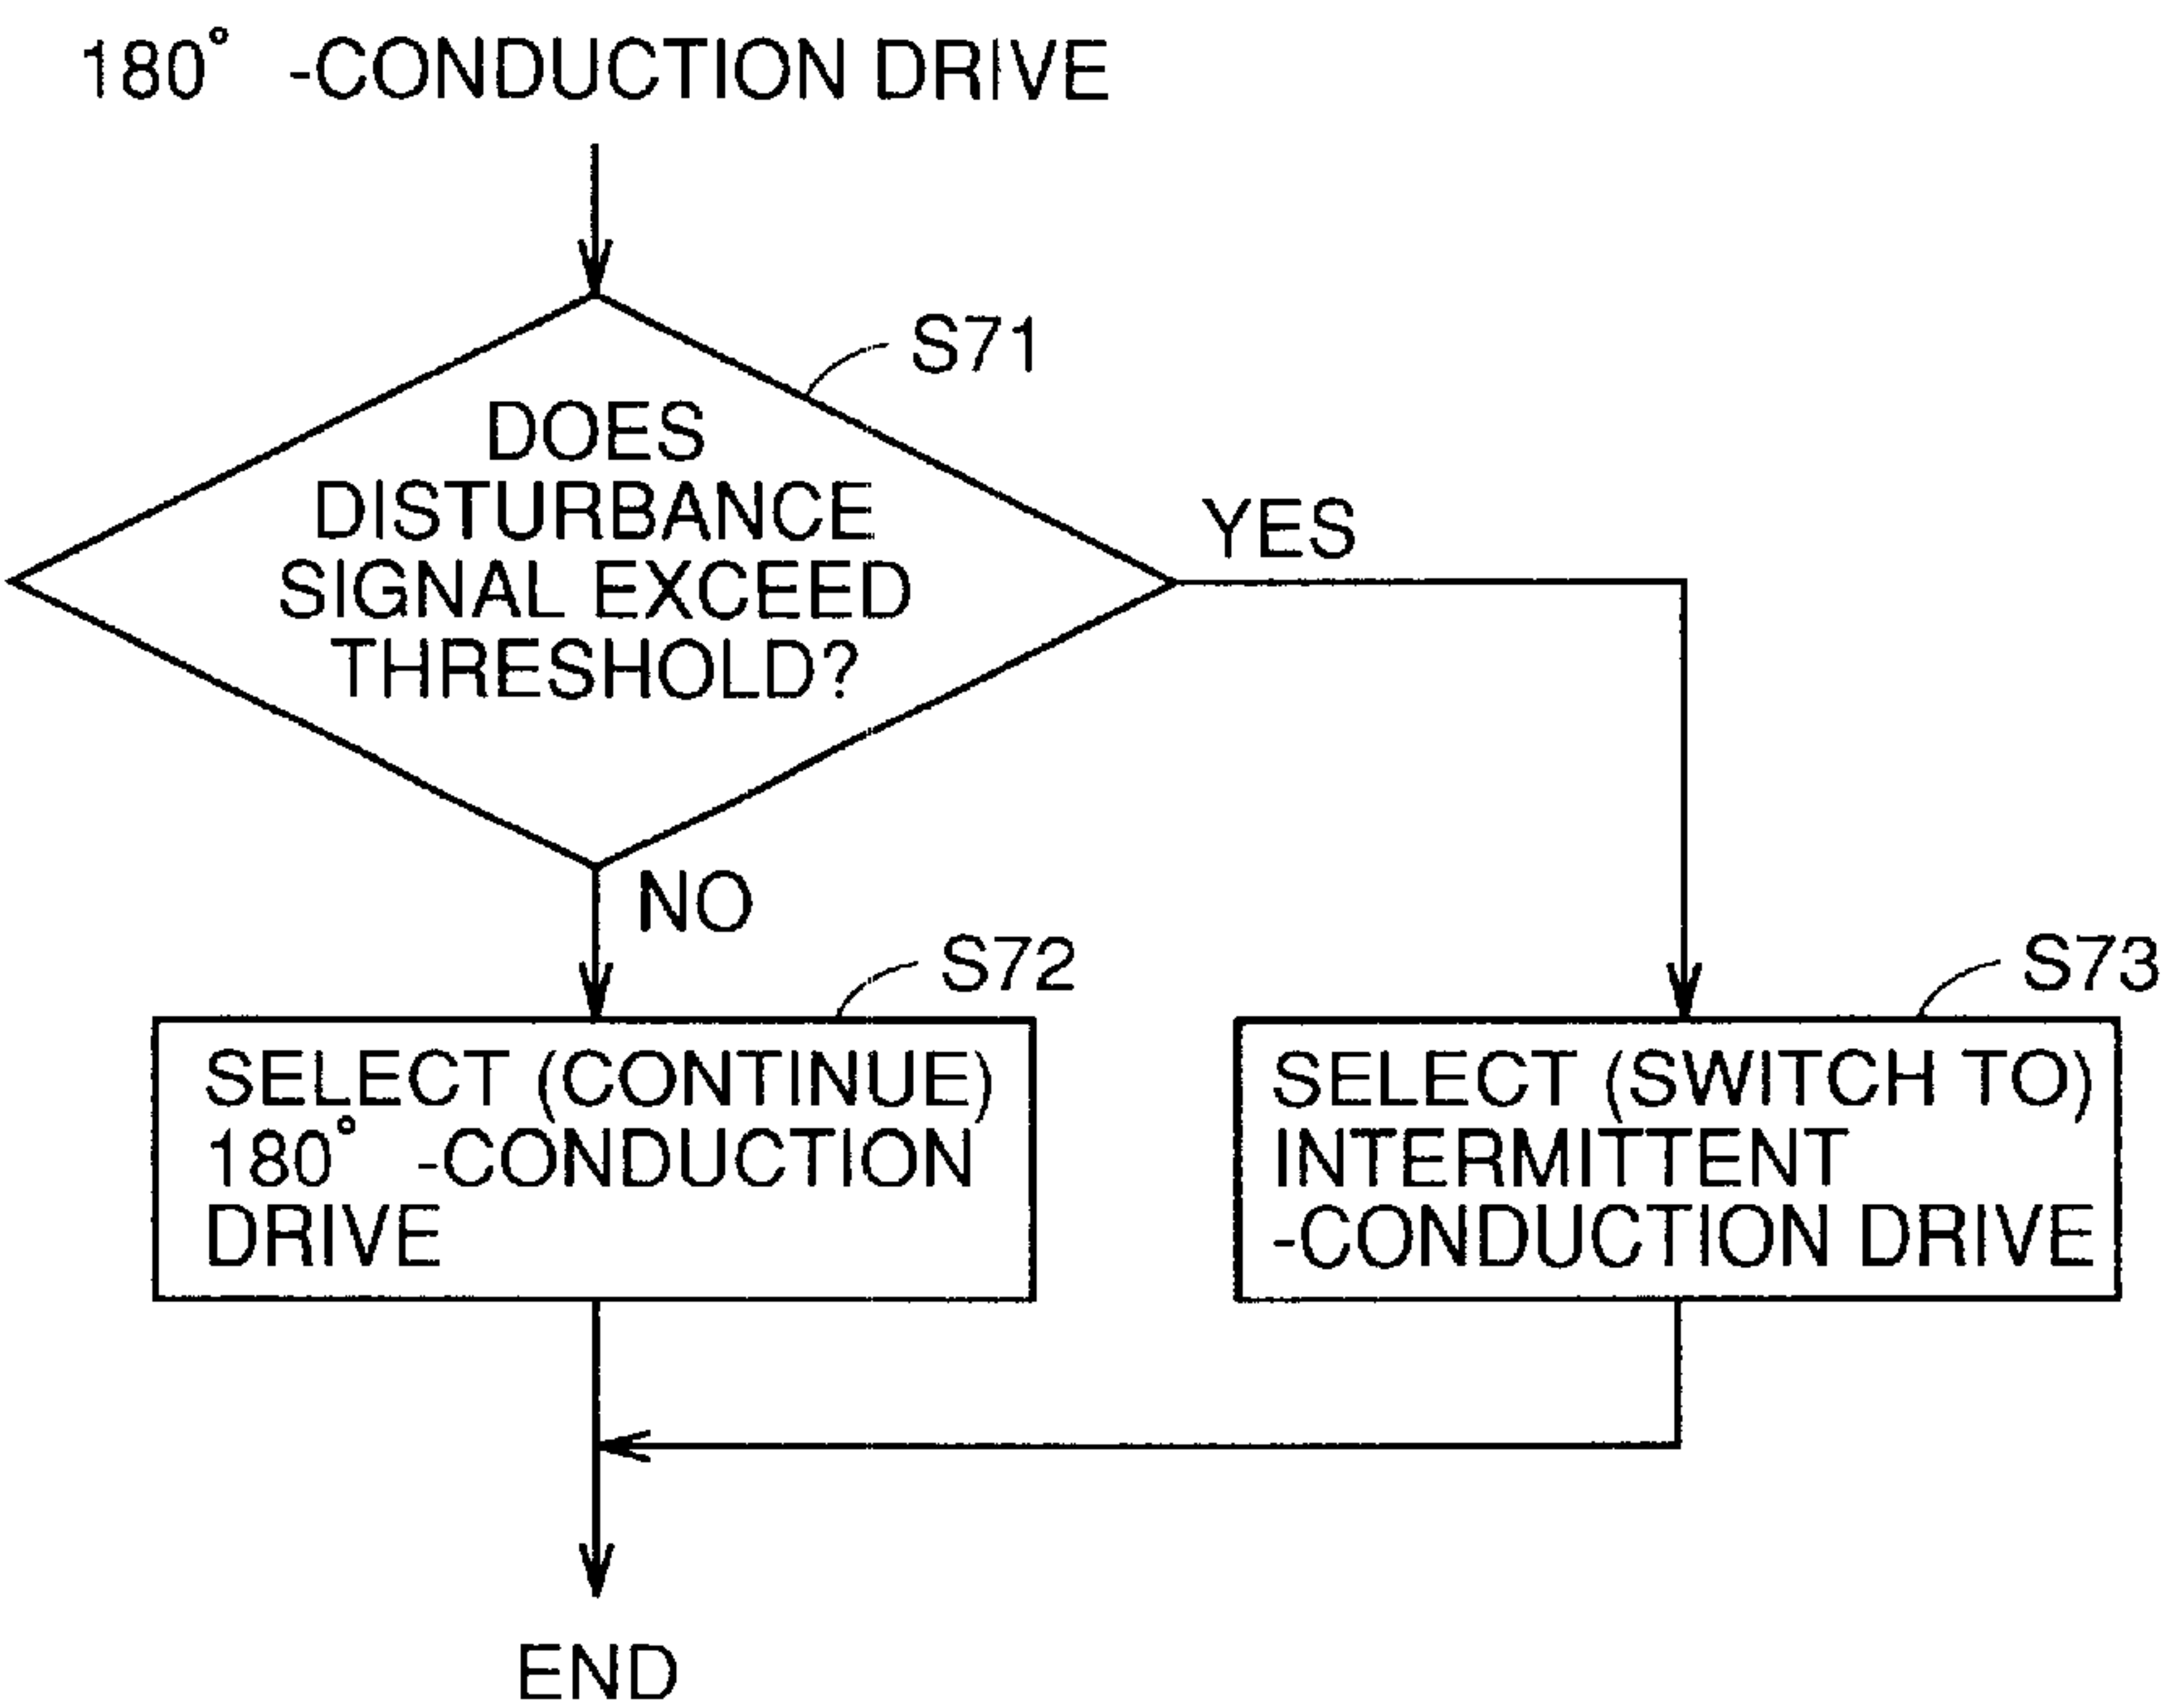 180° -CONDUCTION DRIVE
S71
DOES
DISTURBANCE
SIGNAL EXCEED
THRESHOLD?
YES
NO
S72
SELECT (CONTINUE)
180° -CONDUCTION
DRIVE
S73
SELECT (SWITCH TO)
INTERMITTENT
-CONDUCTION DRIVE
END